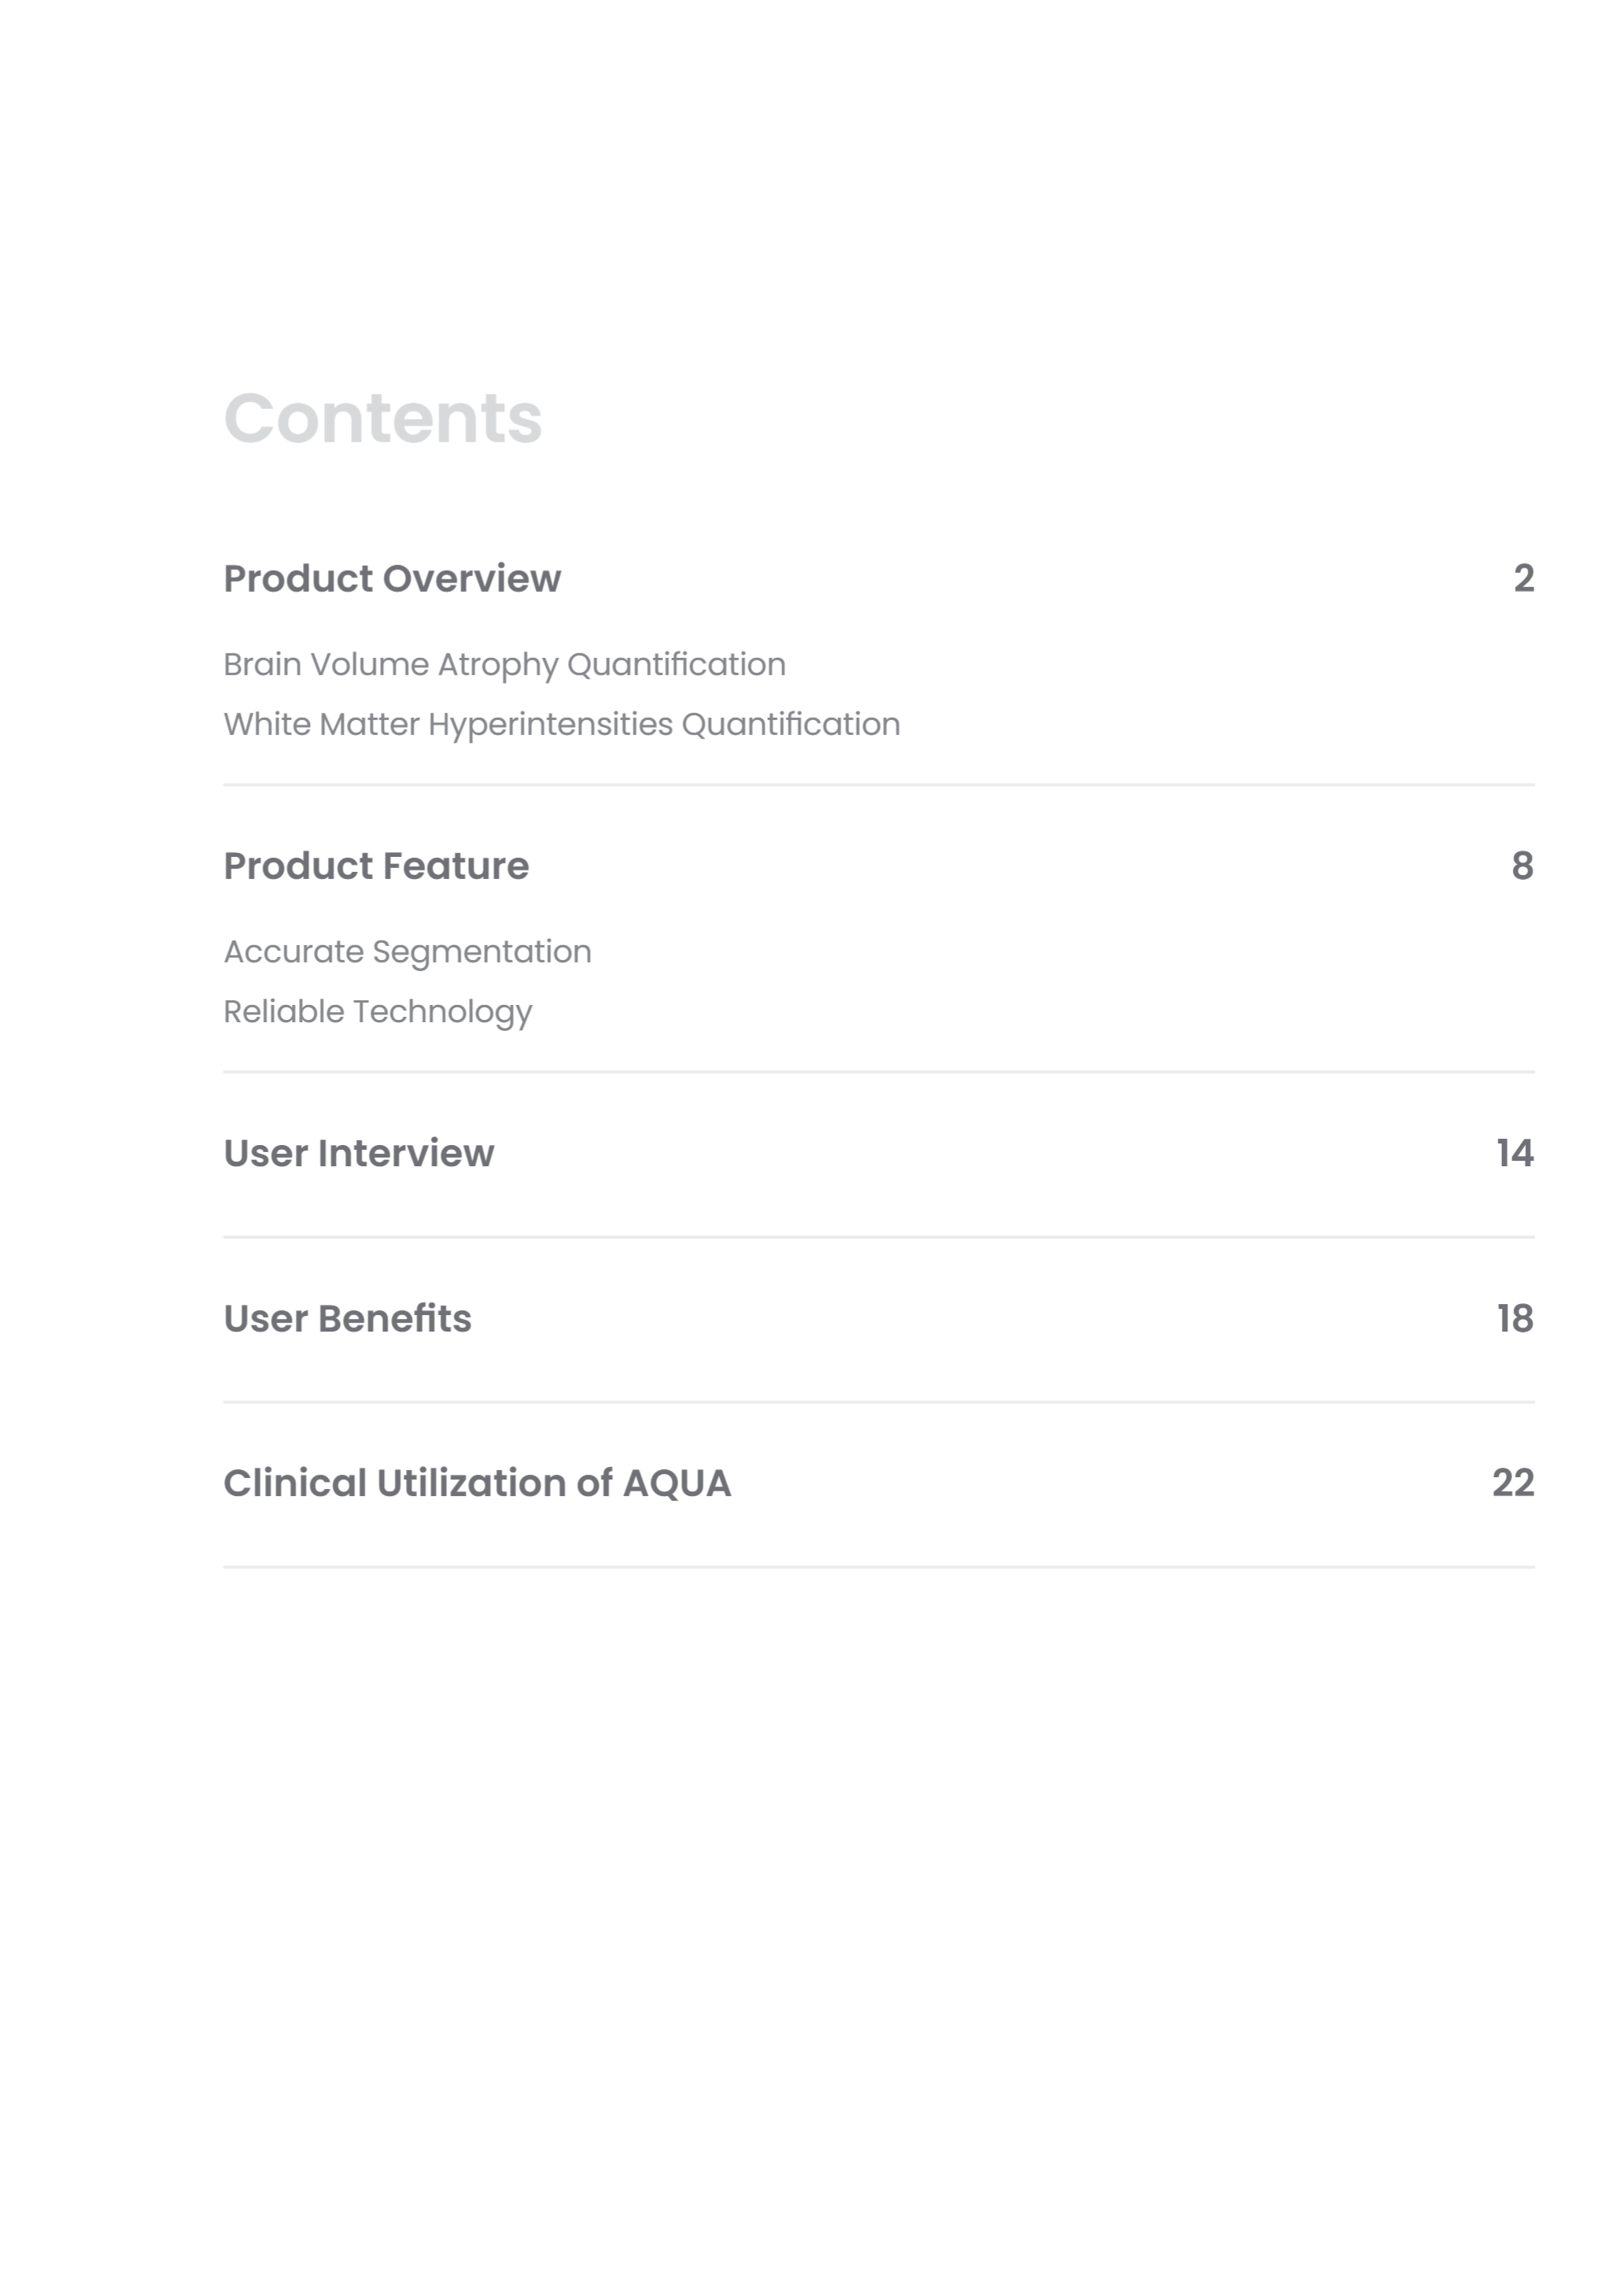 Contents
Product Overview 2
Brain Volume Atrophy Quantification
White Matter Hyperintensities Quantification
Product Feature 8
Accurate Segmentation
Reliable Technology
User Interview 14
User Benefits 18
Clinical Utilization of AQUA 22